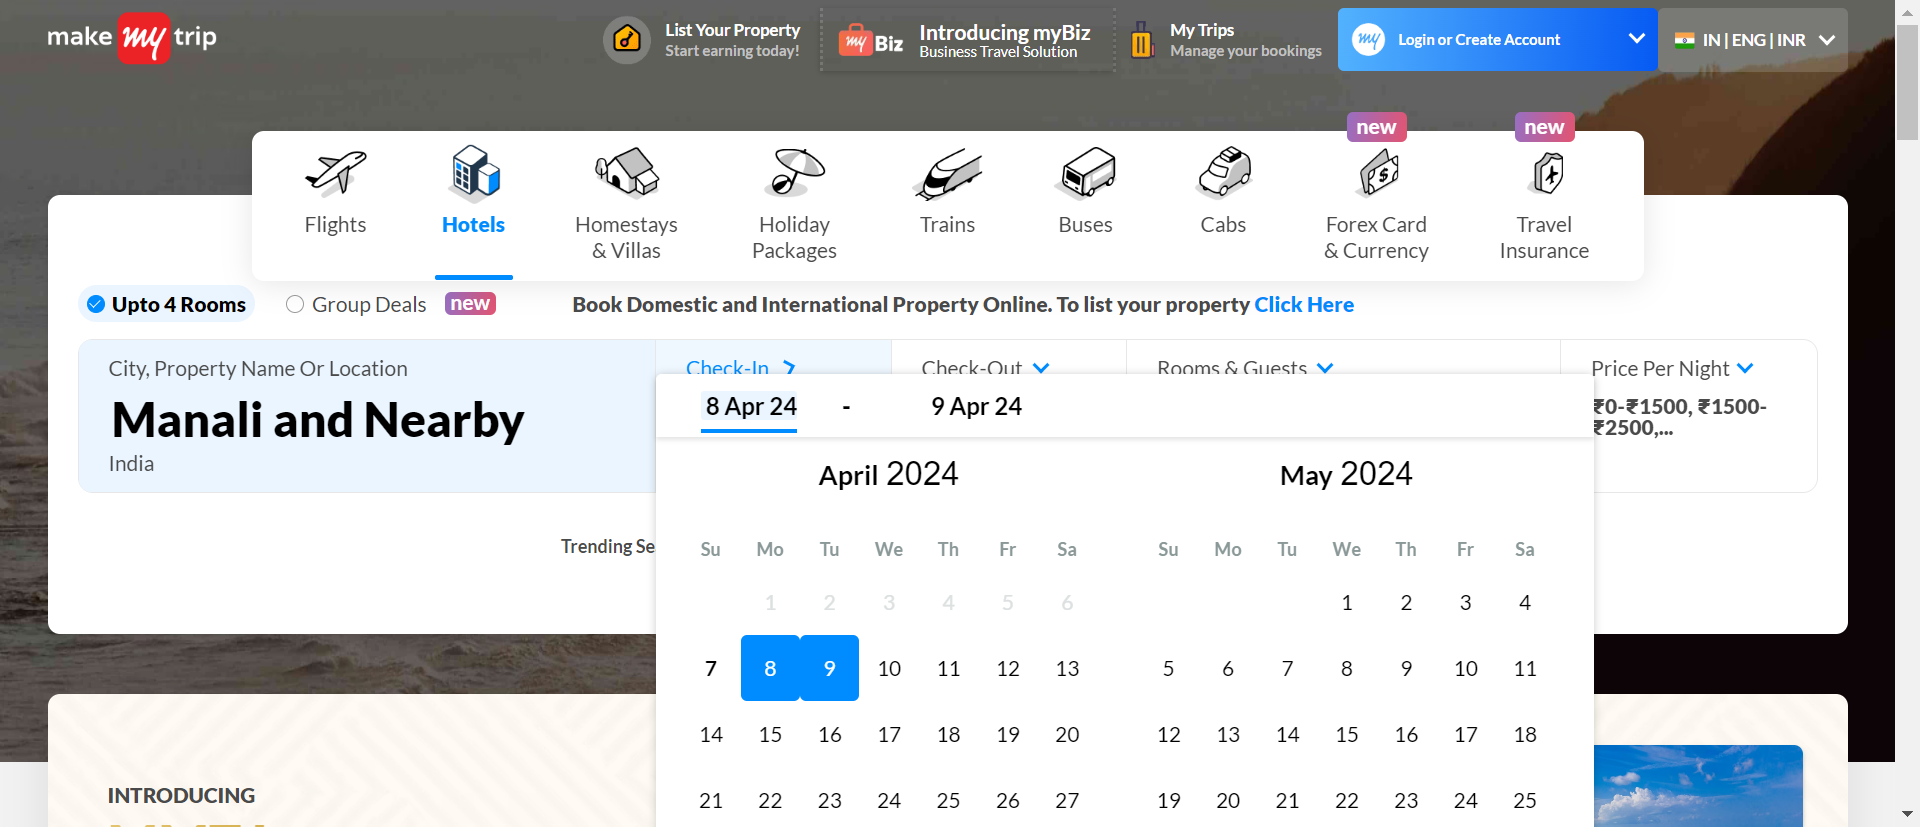 make my trip
List Your Property
Start earning today!
my Biz
Introducing myBiz
Business Travel Solution
My Trips
Manage your bookings
my
Login or Create Account
IN | ENG | INR
new
new
Flights
Hotels
Homestays
& Villas
Holiday
Packages
Trains
Buses
Cabs
Forex Card
& Currency
Travel
Insurance
Upto 4 Rooms
Group Deals
new
Book Domestic and International Property Online. To list your property Click Here
City, Property Name Or Location
Manali and Nearby
India
Check-In
Check-Out
Rooms & Guests
Price Per Night
₹0-₹1500, ₹1500-
₹2500,...
8 Apr 24 - 9 Apr 24
Trending Se
April 2024
Su Mo Tu We Th Fr Sa
1 2 3 4 5 6
7 8 9 10 11 12 13
14 15 16 17 18 19 20
21 22 23 24 25 26 27
May 2024
Su Mo Tu We Th Fr Sa
1 2 3 4
5 6 7 8 9 10 11
12 13 14 15 16 17 18
19 20 21 22 23 24 25
INTRODUCING